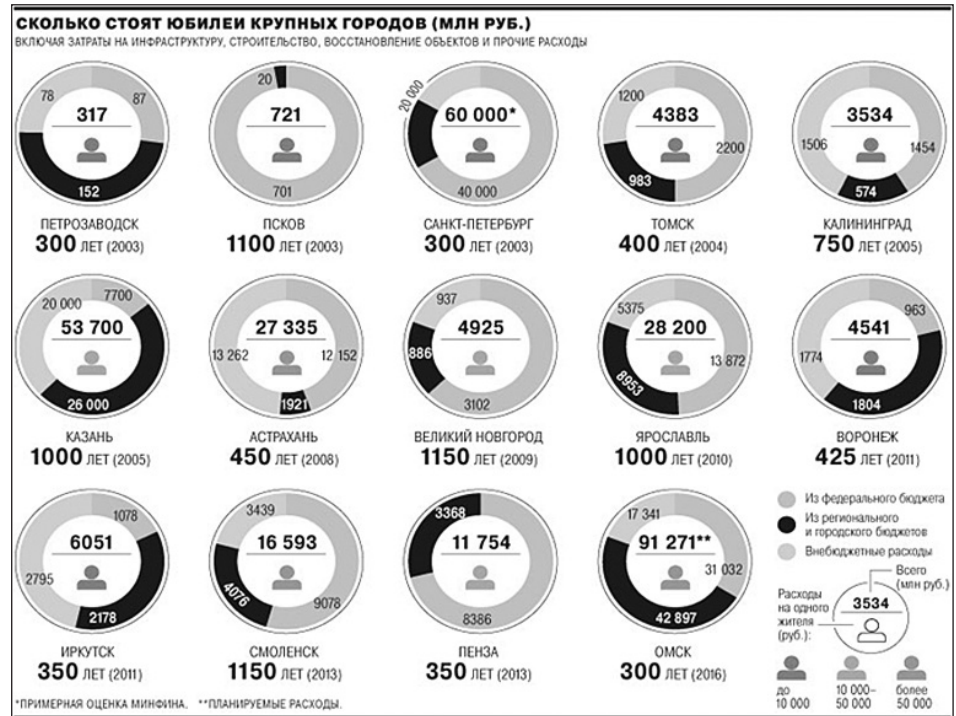 СКОЛЬКО СТОЯТ ЮБИЛЕИ КРУПНЫХ ГОРОДОВ (МЛН РУБ.)
ВКЛЮЧАЯ ЗАТРАТЫ НА ИНФРАСТРУКТУРУ, СТРОИТЕЛЬСТВО, ВОССТАНОВЛЕНИЕ ОБЪЕКТОВ И ПРОЧИЕ РАСХОДЫ
78
87
317
152
ПЕТРОЗАВОДСК
300 ЛЕТ (2003)
20
721
701
ПСКОВ
1100 ЛЕТ (2003)
20 000
60 000*
40 000
САНКТ-ПЕТЕРБУРГ
300 ЛЕТ (2003)
1200
4383
2200
983
ТОМСК
400 ЛЕТ (2004)
3534
1506
1454
574
КАЛИНИНГРАД
750 ЛЕТ (2005)
20 000
7700
53 700
26 000
КАЗАНЬ
1000 ЛЕТ (2005)
27 335
13 262
12 152
1921
АСТРАХАНЬ
450 ЛЕТ (2008)
937
4925
886
3102
ВЕЛИКИЙ НОВГОРОД
1150 ЛЕТ (2009)
5375
28 200
13 872
8953
ЯРОСЛАВЛЬ
1000 ЛЕТ (2010)
963
4541
1774
1804
ВОРОНЕЖ
425 ЛЕТ (2011)
1078
6051
2795
2178
ИРКУТСК
350 ЛЕТ (2011)
3439
16 593
4076
9078
СМОЛЕНСК
1150 ЛЕТ (2013)
3368
11 754
8386
ПЕНЗА
350 ЛЕТ (2013)
17 341
91 271**
31 032
42 897
ОМСК
300 ЛЕТ (2016)
Из федерального бюджета
Из регионального
и городского бюджетов
Внебюджетные расходы
Всего
(млн руб.)
Расходы
на одного
жителя
(руб.):
3534
до
10 000
10 000–
50 000
более
50 000
*ПРИМЕРНАЯ ОЦЕНКА МИНФИНА. **ПЛАНИРУЕМЫЕ РАСХОДЫ.